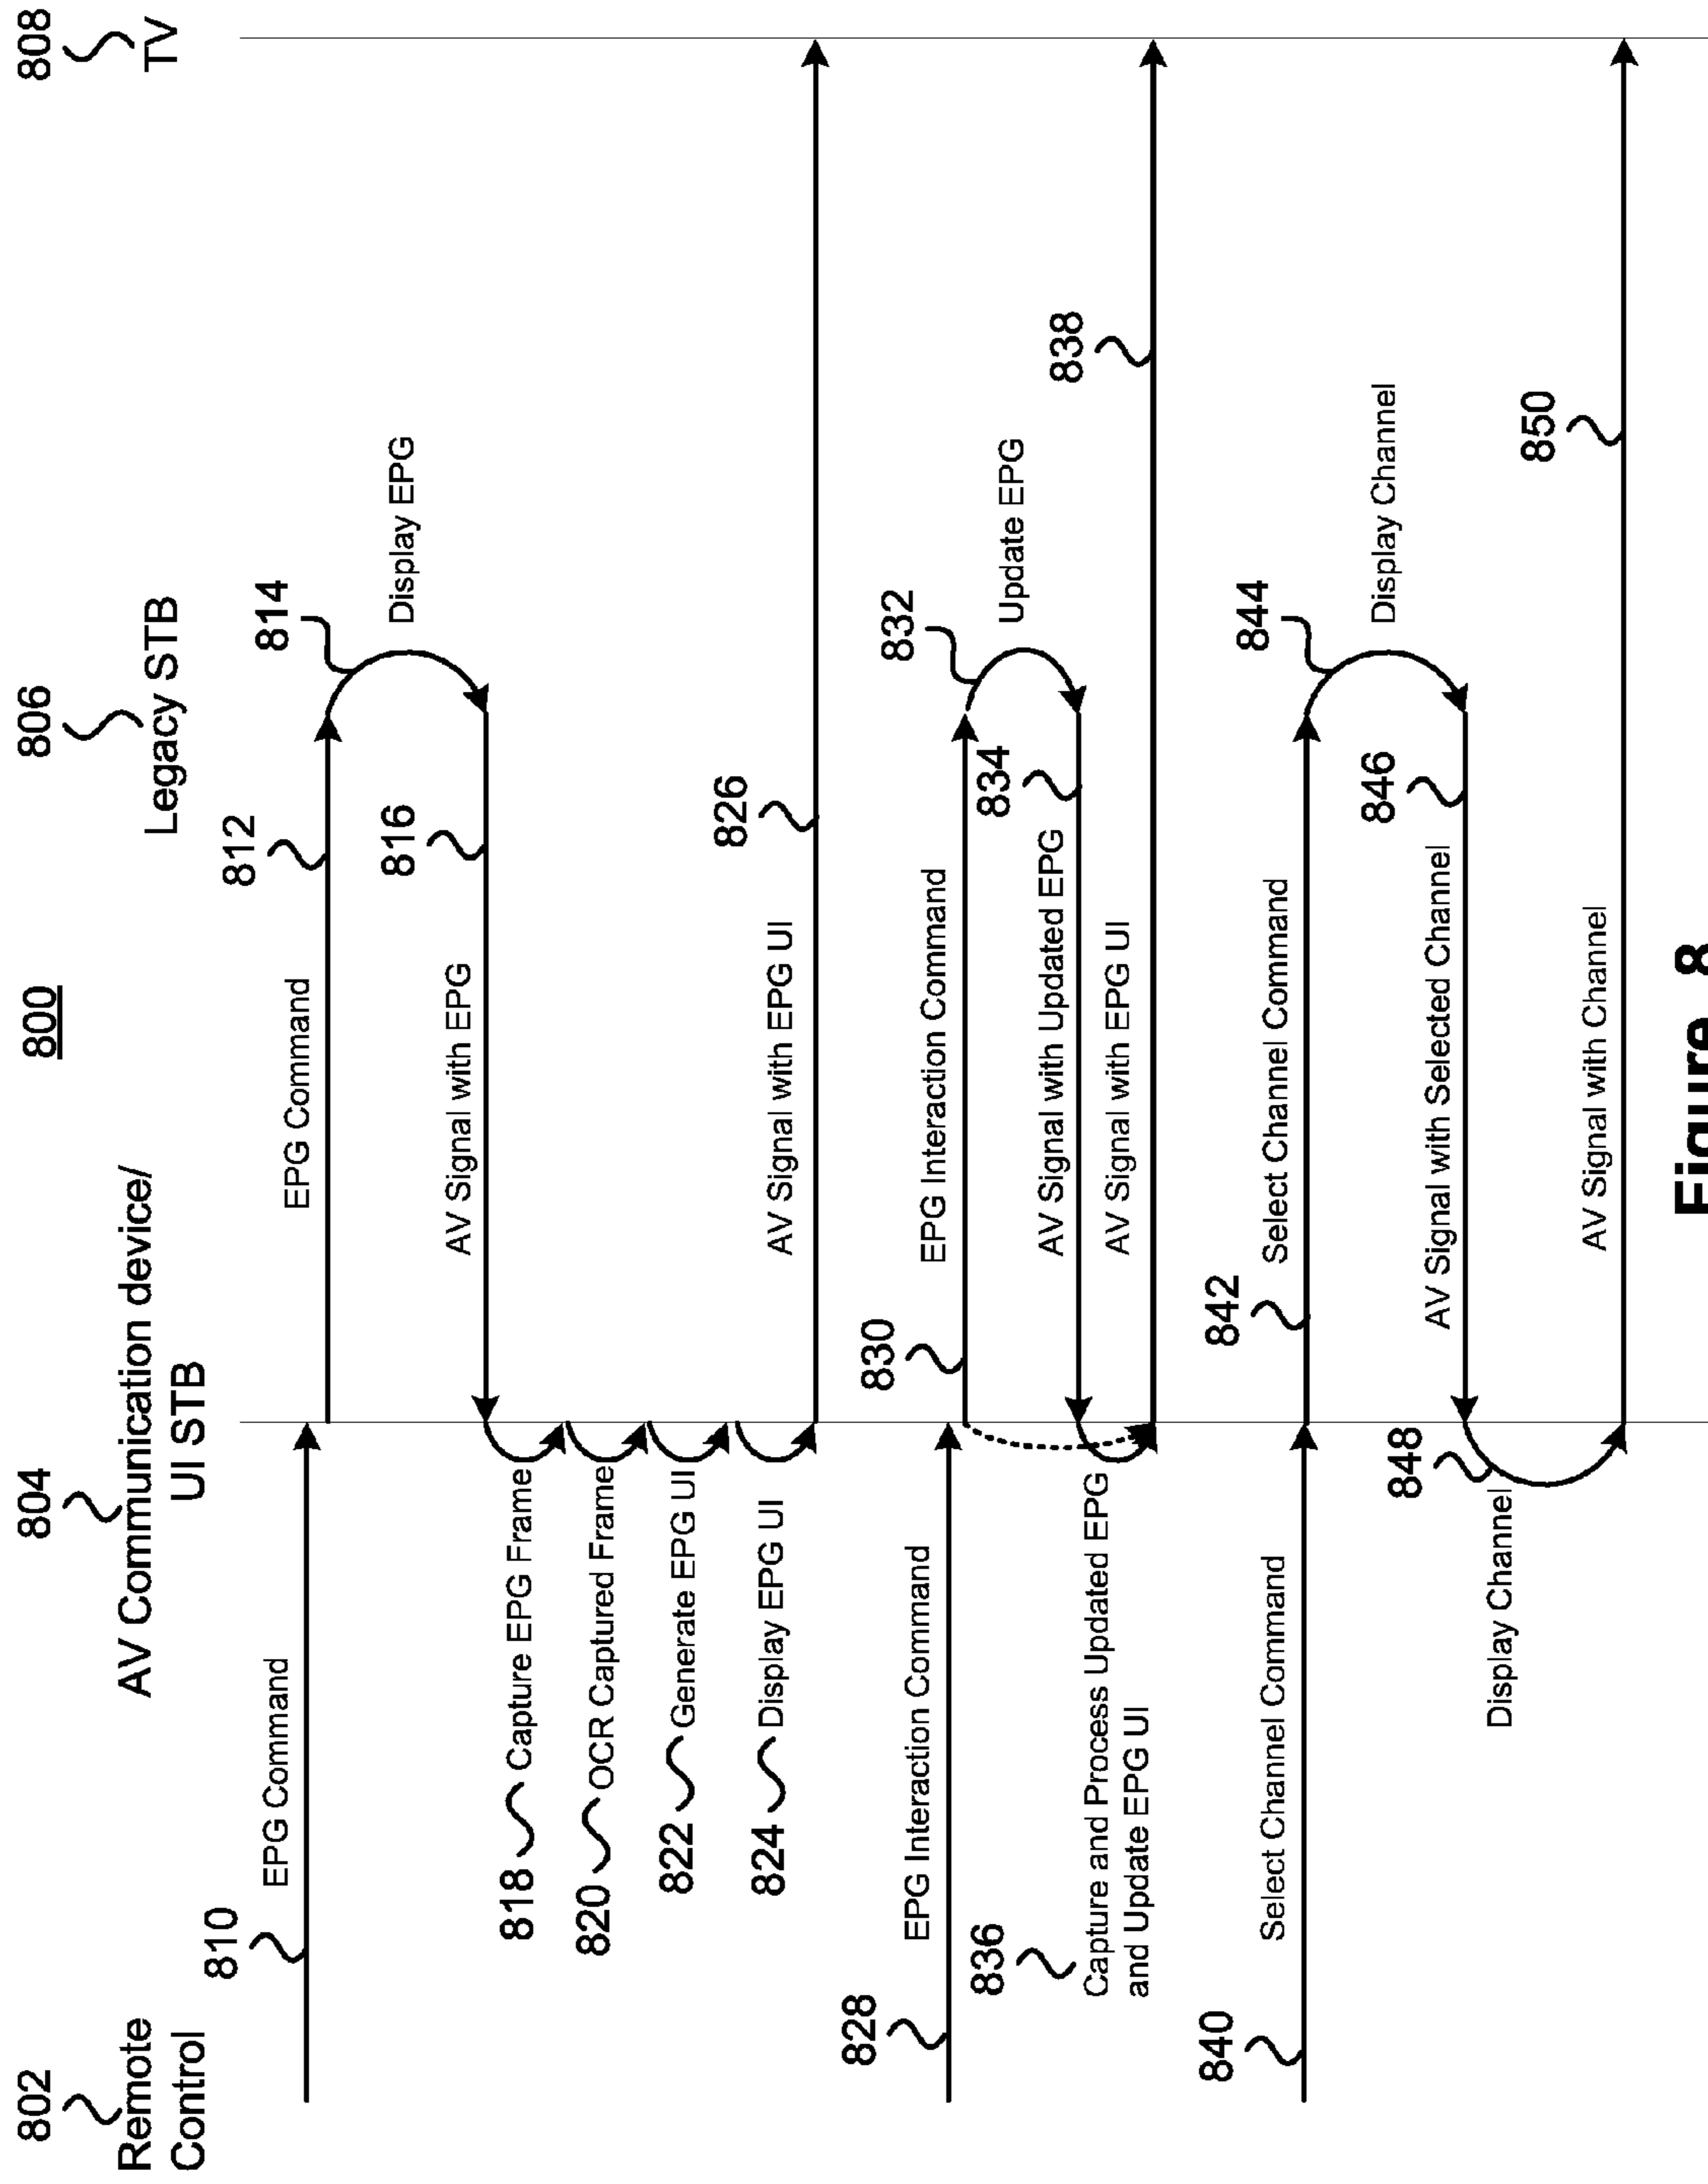 800
802
804
806
808
Remote
Control
AV Communication device/
UI STB
Legacy STB
TV
810
EPG Command
812
EPG Command
814
Display EPG
816
AV Signal with EPG
818
Capture EPG Frame
820
OCR Captured Frame
822
Generate EPG UI
824
Display EPG UI
826
AV Signal with EPG UI
828
EPG Interaction Command
830
EPG Interaction Command
832
Update EPG
834
AV Signal with Updated EPG
836
Capture and Process Updated EPG
and Update EPG UI
838
AV Signal with EPG UI
840
Select Channel Command
842
Select Channel Command
844
Display Channel
846
AV Signal with Selected Channel
848
Display Channel
850
AV Signal with Channel
Figure 8